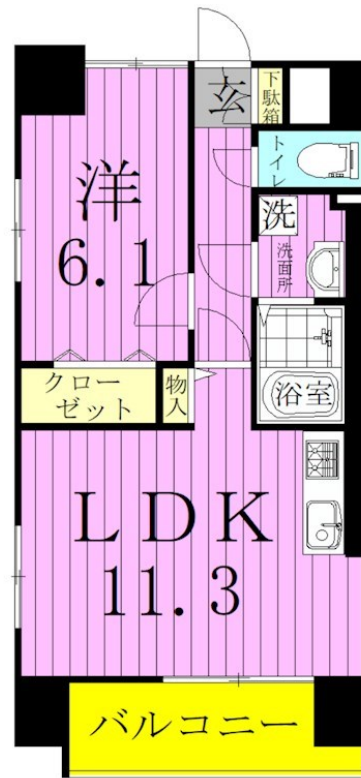 玄
下駄箱
トイレ
洋
6.1
洗
洗面所
クロー
ゼット
物入
浴室
LDK
11.3
バルコニー